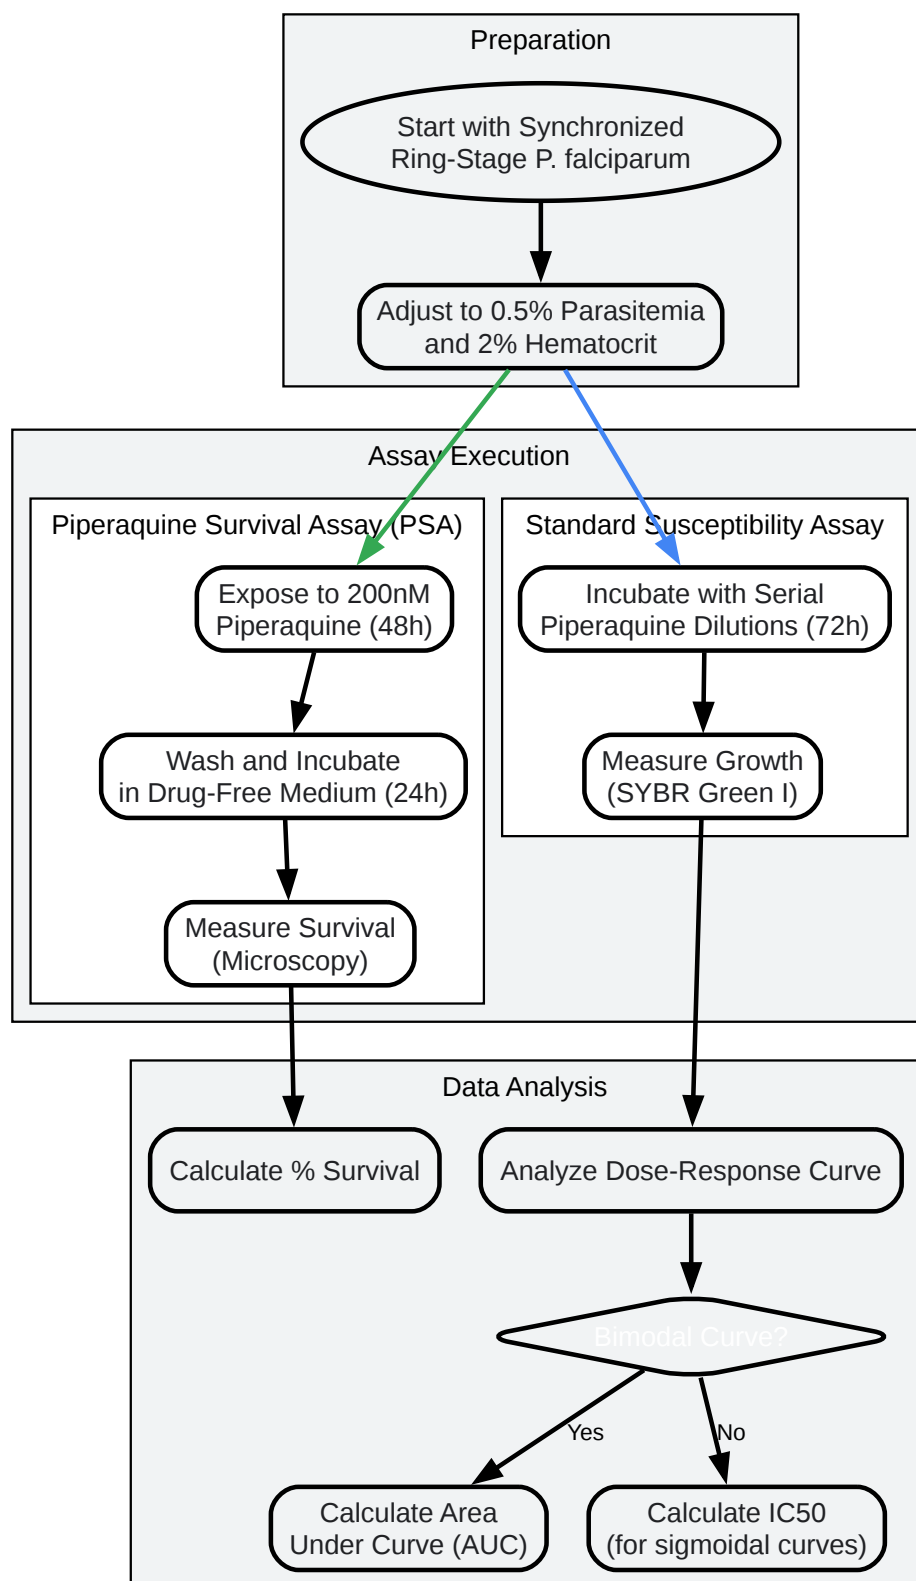 Preparation
Start with Synchronized
Ring-Stage P. falciparum
Adjust to 0.5% Parasitemia
and 2% Hematocrit
Assay Execution
Piperaquine Survival Assay (PSA)
Expose to 200nM
Piperaquine (48h)
Wash and Incubate
in Drug-Free Medium (24h)
Measure Survival
(Microscopy)
Standard Susceptibility Assay
Incubate with Serial
Piperaquine Dilutions (72h)
Measure Growth
(SYBR Green I)
Data Analysis
Calculate % Survival
Analyze Dose-Response Curve
Bimodal Curve?
Yes
No
Calculate Area
Under Curve (AUC)
Calculate IC50
(for sigmoidal curves)